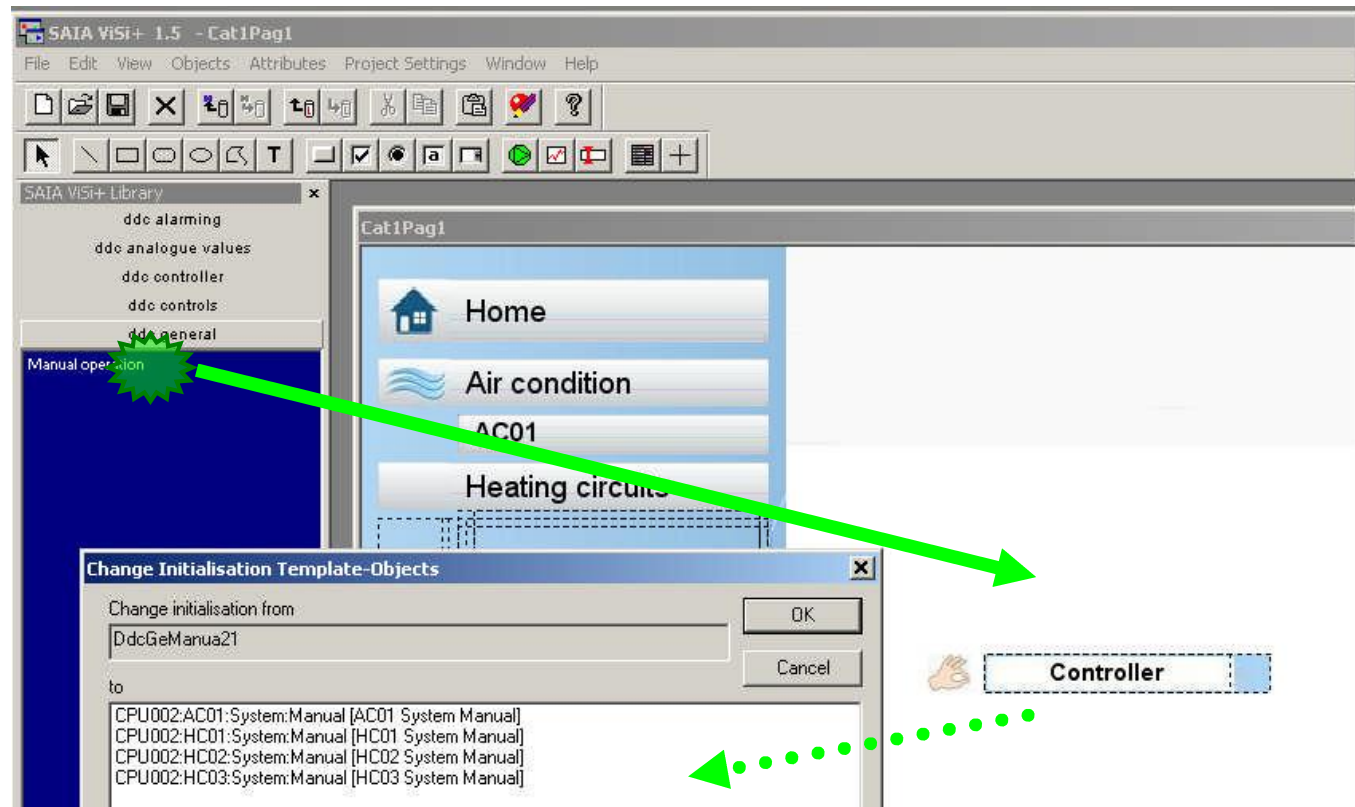 SAIA ViSi+ 1.5 - Cat1Pag1
File Edit View Objects Attributes Project Settings Window Help
T
a
SAIA ViSi+ Library
ddc alarming
ddc analogue values
ddc controller
ddc controls
ddc general
Manual operation
Cat1Pag1
Home
Air condition
AC01
Heating circuits
Change Initialisation Template-Objects
Change initialisation from
DdcGeManua21
OK
Cancel
to
CPU002:AC01:System:Manual [AC01 System Manual]
CPU002:HC01:System:Manual [HC01 System Manual]
CPU002:HC02:System:Manual [HC02 System Manual]
CPU002:HC03:System:Manual [HC03 System Manual]
Controller